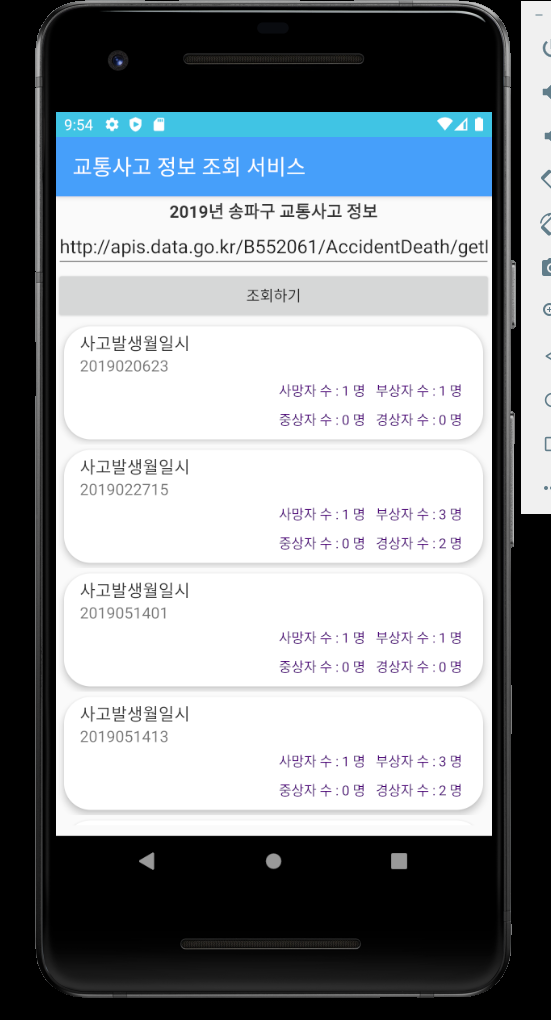 9:54
교통사고 정보 조회 서비스
2019년 송파구 교통사고 정보
http://apis.data.go.kr/B552061/AccidentDeath/getl
조회하기
사고발생월일시
2019020623
사망자 수 : 1 명 부상자 수 : 1 명
중상자 수 : 0 명 경상자 수 : 0 명
사고발생월일시
2019022715
사망자 수 : 1 명 부상자 수 : 3 명
중상자 수 : 0 명 경상자 수 : 2 명
사고발생월일시
2019051401
사망자 수 : 1 명 부상자 수 : 1 명
중상자 수 : 0 명 경상자 수 : 0 명
사고발생월일시
2019051413
사망자 수 : 1 명 부상자 수 : 3 명
중상자 수 : 0 명 경상자 수 : 2 명